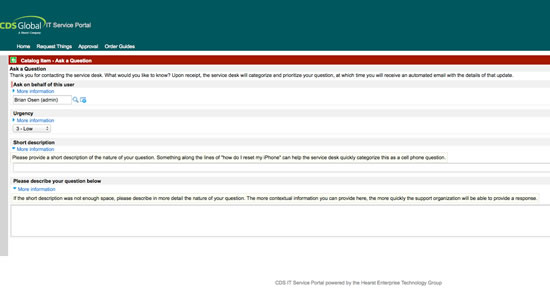 CDS Global IT Service Portal
A Hearst Company
Home Request Things Approval Order Guides
Catalog Item - Ask a Question
Ask a Question
Thank you for contacting the service desk. What would you like to know? Upon receipt, the service desk will categorize and prioritize your question, at which time you will receive an automated email with the details of that update.
Ask on behalf of this user
More information
Brian Osen (admin)
Urgency
More information
3 - Low
Short description
More information
Please provide a short description of the nature of your question. Something along the lines of "how do I reset my iPhone" can help the service desk quickly categorize this as a cell phone question.
Please describe your question below
More information
If the short description was not enough space, please describe in more detail the nature of your question. The more contextual information you can provide here, the more quickly the support organization will be able to provide a response.
CDS IT Service Portal powered by the Hearst Enterprise Technology Group